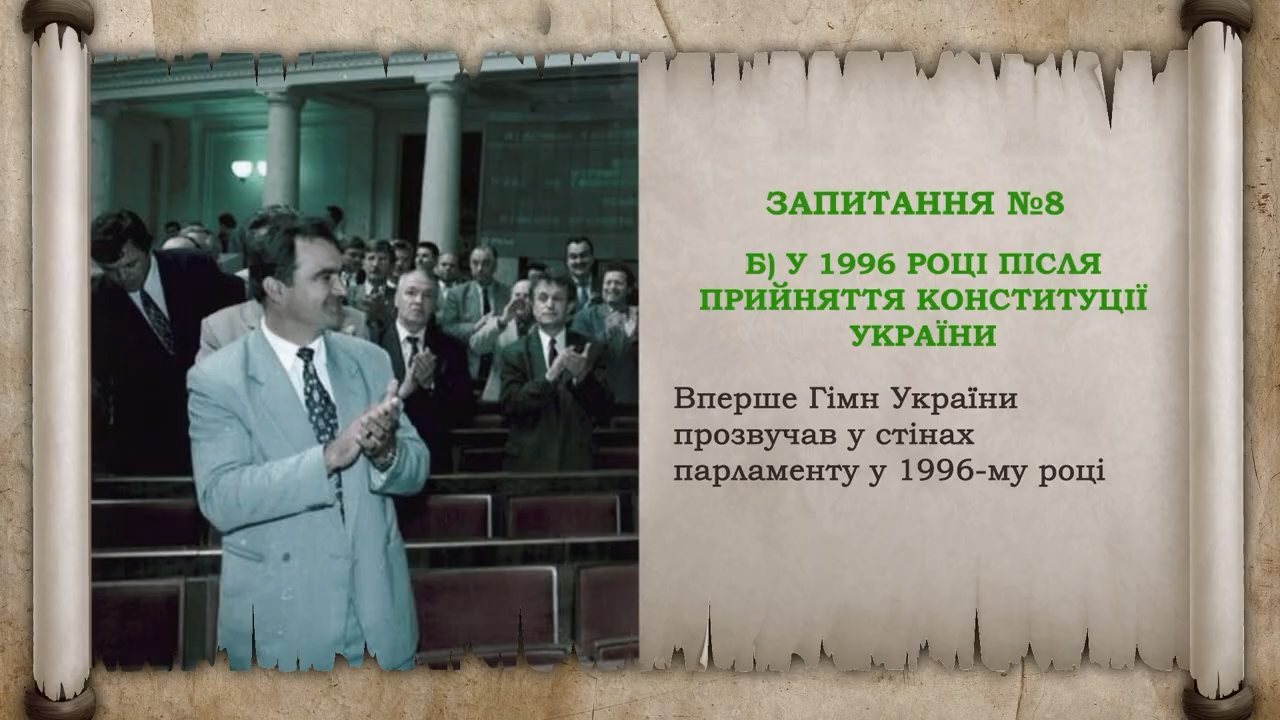 ЗАПИТАННЯ №8
Б) У 1996 РОЦІ ПІСЛЯ
ПРИЙНЯТТЯ КОНСТИТУЦІЇ
УКРАЇНИ
Вперше Гімн України
прозвучав у стінах
парламенту у 1996-му році